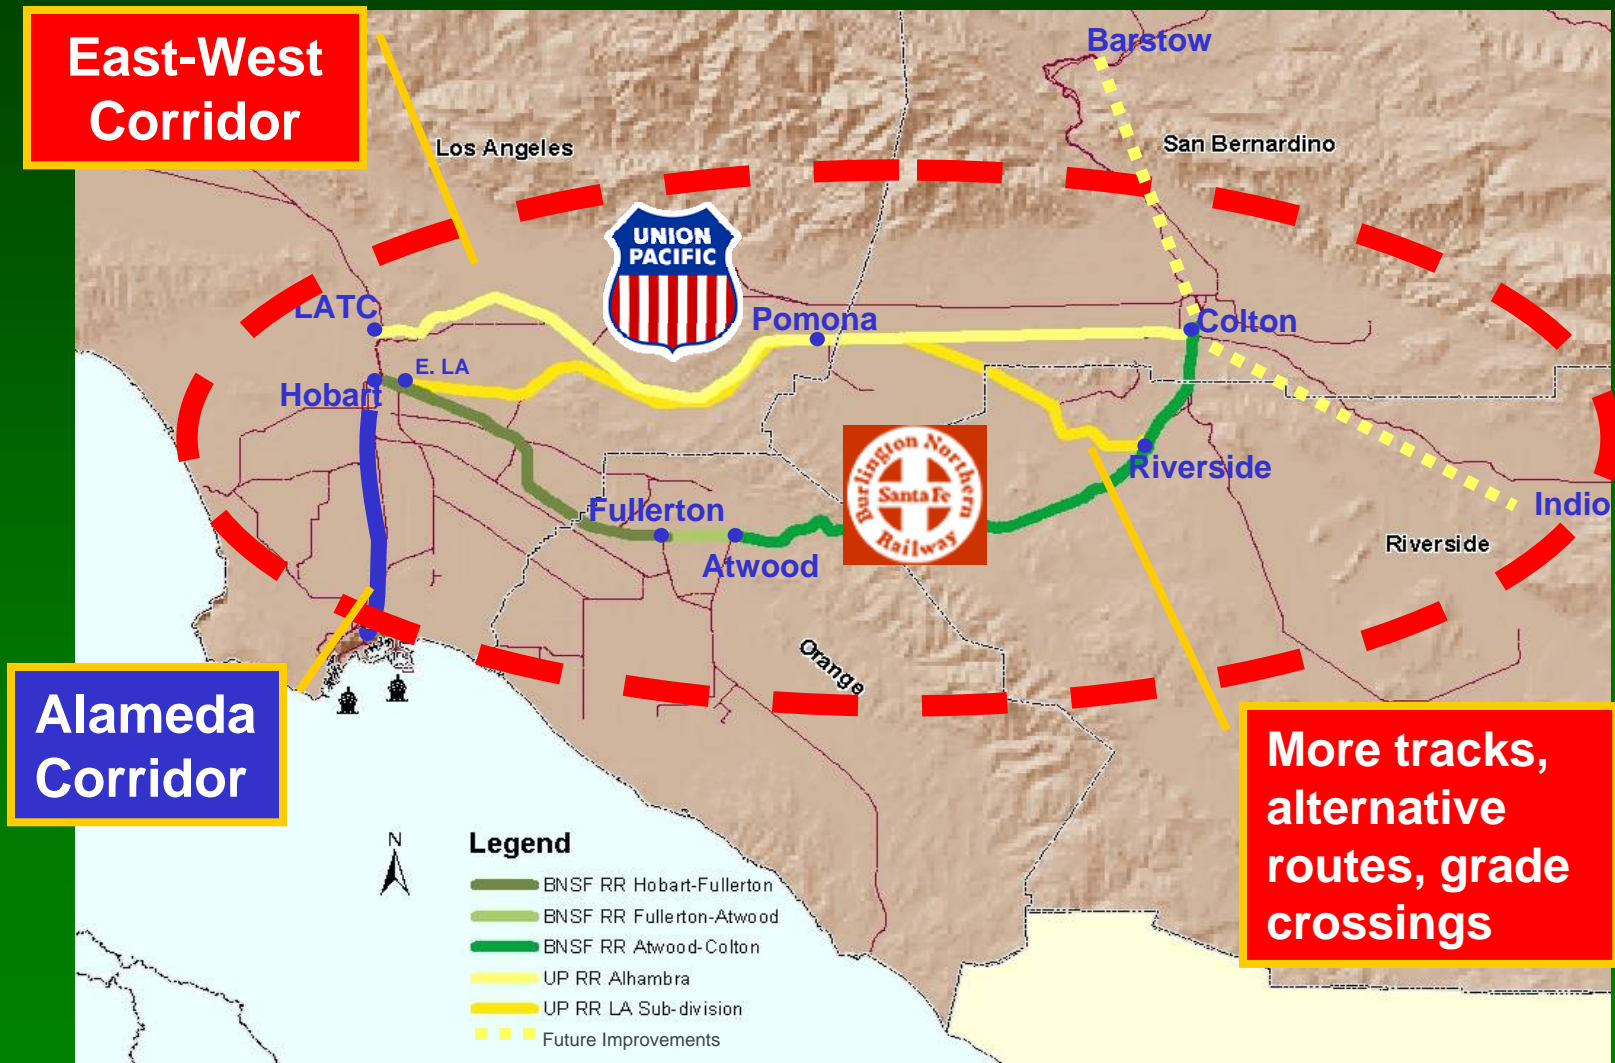 East-West
Corridor
Barstow
Los Angeles
San Bernardino
UNION
PACIFIC
LATC
Pomona
Colton
E. LA
Hobart
Burlington Northern
Santa Fe
Railway
Riverside
Fullerton
Indio
Atwood
Riverside
Orange
Alameda
Corridor
More tracks,
alternative
routes, grade
crossings
N
Legend
BNSF RR Hobart-Fullerton
BNSF RR Fullerton-Atwood
BNSF RR Atwood-Colton
UP RR Alhambra
UP RR LA Sub-division
Future Improvements